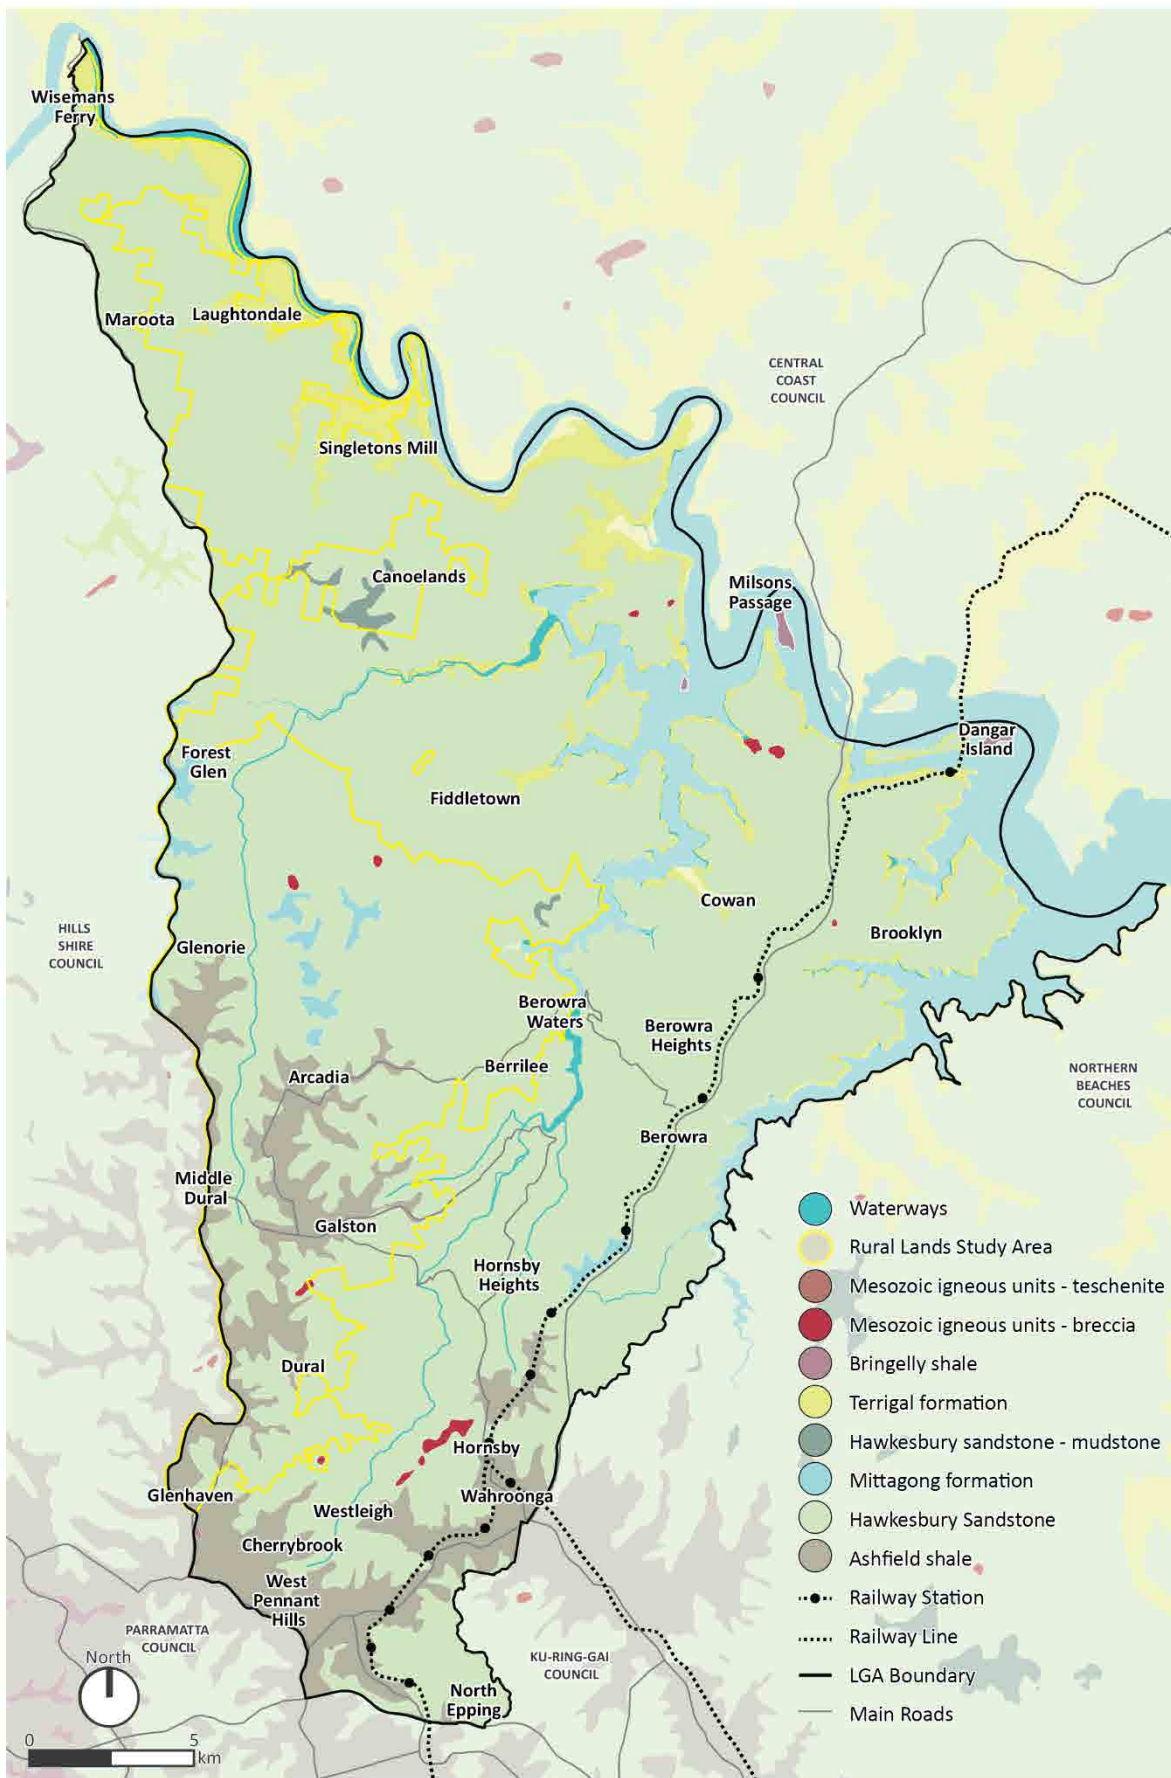 Wisemans
Ferry
Maroota
Laughtondale
CENTRAL
COAST
COUNCIL
Singletons Mill
Canoelands
Milsons
Passage
Forest
Glen
Dangar
Island
Fiddletown
Cowan
HILLS
SHIRE
COUNCIL
Glenorie
Brooklyn
Berowra
Waters
Berowra
Heights
Berrilee
Arcadia
NORTHERN
BEACHES
COUNCIL
Berowra
Middle
Dural
Galston
Hornsby
Heights
Dural
Hornsby
Glenhaven
Wahroonga
Westleigh
Cherrybrook
West
Pennant
Hills
PARRAMATTA
COUNCIL
KU-RING-GAI
COUNCIL
North
Epping
Waterways
Rural Lands Study Area
Mesozoic igneous units - teschenite
Mesozoic igneous units - breccia
Bringelly shale
Terrigal formation
Hawkesbury sandstone - mudstone
Mittagong formation
Hawkesbury Sandstone
Ashfield shale
Railway Station
Railway Line
LGA Boundary
Main Roads
North
0 5
km